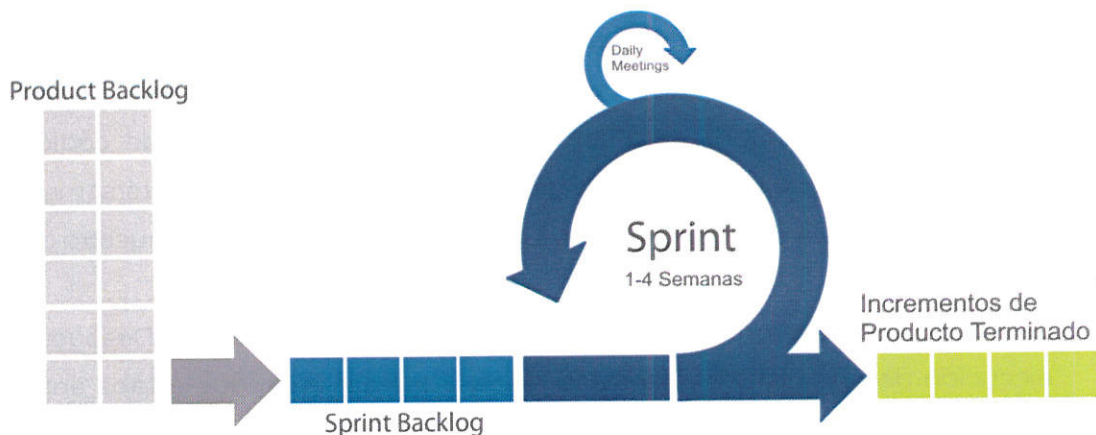 Daily
Meetings
Product Backlog
Sprint
1-4 Semanas
Incrementos de
Producto Terminado
Sprint Backlog